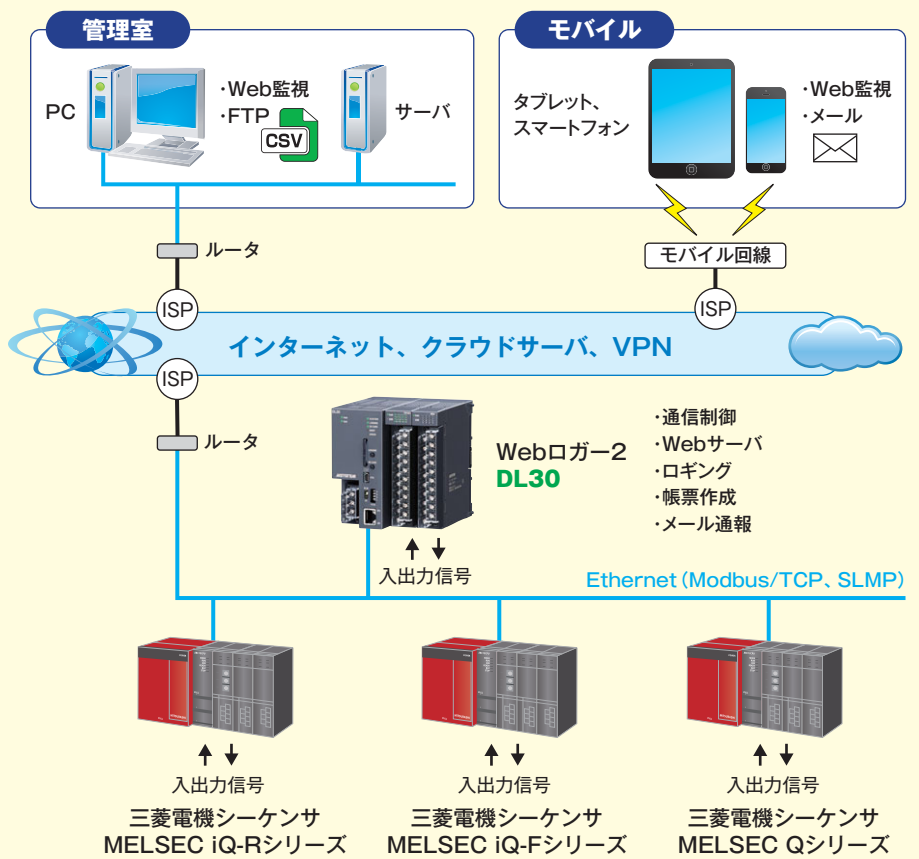 管理室
PC
・Web監視
・FTP
CSV
サーバ
モバイル
タブレット、
スマートフォン
・Web監視
・メール
ルータ
モバイル回線
ISP
ISP
インターネット、クラウドサーバ、VPN
ISP
ルータ
Webロガー2
DL30
・通信制御
・Webサーバ
・ロギング
・帳票作成
・メール通報
入出力信号
Ethernet（Modbus/TCP、SLMP）
入出力信号
三菱電機シーケンサ
MELSEC iQ-Rシリーズ
入出力信号
三菱電機シーケンサ
MELSEC iQ-Fシリーズ
入出力信号
三菱電機シーケンサ
MELSEC Qシリーズ